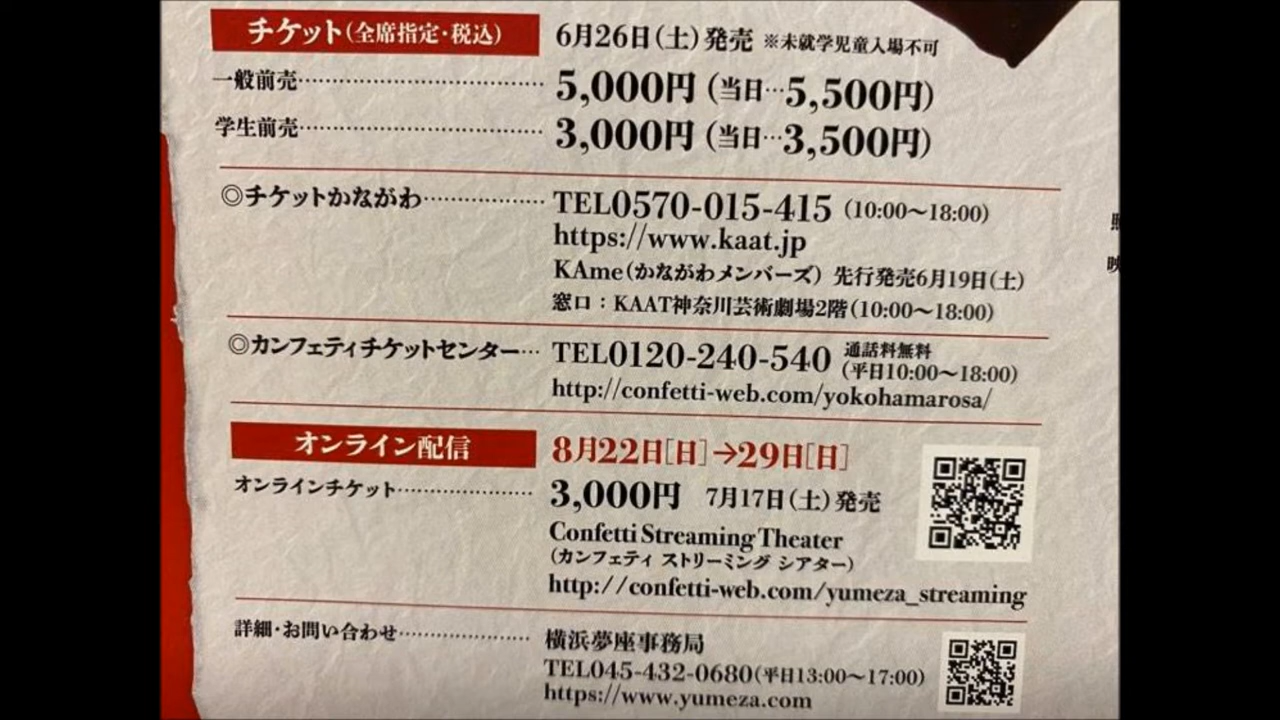 チケット(全席指定・税込) 6月26日(土)発売 ※未就学児童入場不可
一般前売 5,000円 (当日…5,500円)
学生前売 3,000円 (当日…3,500円)
◎チケットかながわ TEL0570-015-415 (10:00〜18:00)
https://www.kaat.jp
KAme(かながわメンバーズ) 先行発売6月19日(土)
窓口:KAAT神奈川芸術劇場2階(10:00〜18:00)
◎カンフェティチケットセンター… TEL0120-240-540 通話料無料
(平日10:00〜18:00)
http://confetti-web.com/yokohamarosa/
オンライン配信 8月22日[日]→29日[日]
オンラインチケット 3,000円 7月17日(土)発売
Confetti Streaming Theater
(カンフェティ ストリーミング シアター)
http://confetti-web.com/yumeza_streaming
詳細・お問い合わせ 横浜夢座事務局
TEL045-432-0680(平日13:00〜17:00)
https://www.yumeza.com